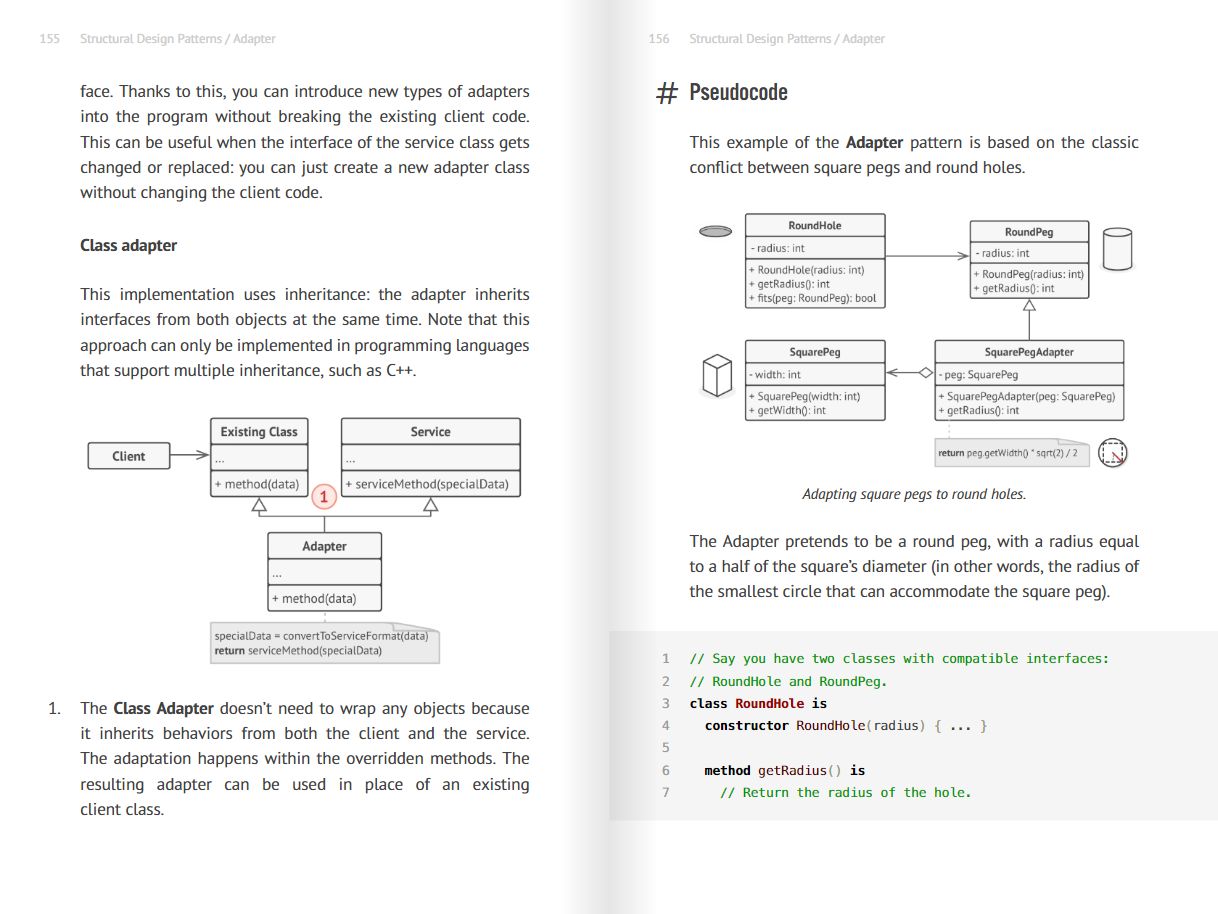 155 Structural Design Patterns / Adapter
face. Thanks to this, you can introduce new types of adapters
into the program without breaking the existing client code.
This can be useful when the interface of the service class gets
changed or replaced: you can just create a new adapter class
without changing the client code.
Class adapter
This implementation uses inheritance: the adapter inherits
interfaces from both objects at the same time. Note that this
approach can only be implemented in programming languages
that support multiple inheritance, such as C++.
Client
Existing Class
...
+ method(data)
Service
...
+ serviceMethod(specialData)
1
Adapter
...
+ method(data)
specialData = convertToServiceFormat(data)
return serviceMethod(specialData)
1. The Class Adapter doesn’t need to wrap any objects because
it inherits behaviors from both the client and the service.
The adaptation happens within the overridden methods. The
resulting adapter can be used in place of an existing
client class.
156 Structural Design Patterns / Adapter
# Pseudocode
This example of the Adapter pattern is based on the classic
conflict between square pegs and round holes.
RoundHole
- radius: int
+ RoundHole(radius: int)
+ getRadius(): int
+ fits(peg: RoundPeg): bool
RoundPeg
- radius: int
+ RoundPeg(radius: int)
+ getRadius(): int
SquarePeg
- width: int
+ SquarePeg(width: int)
+ getWidth(): int
SquarePegAdapter
- peg: SquarePeg
+ SquarePegAdapter(peg: SquarePeg)
+ getRadius(): int
return peg.getWidth() * sqrt(2) / 2
Adapting square pegs to round holes.
The Adapter pretends to be a round peg, with a radius equal
to a half of the square’s diameter (in other words, the radius of
the smallest circle that can accommodate the square peg).
1 // Say you have two classes with compatible interfaces:
2 // RoundHole and RoundPeg.
3 class RoundHole is
4 constructor RoundHole(radius) { ... }
5
6 method getRadius() is
7 // Return the radius of the hole.